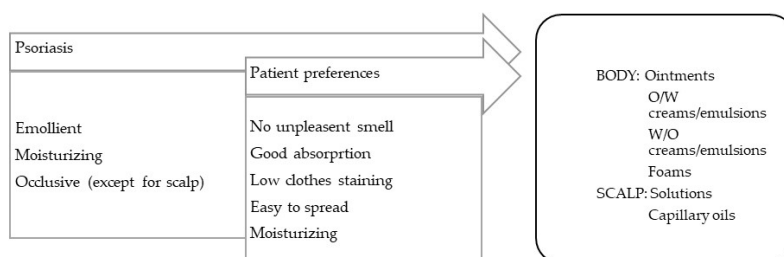 Psoriasis
Emollient
Moisturizing
Occlusive (except for scalp)
Patient preferences
No unpleasent smell
Good absorprtion
Low clothes staining
Easy to spread
Moisturizing
BODY: Ointments
O/W
creams/emulsions
W/O
creams/emulsions
Foams
SCALP: Solutions
Capillary oils